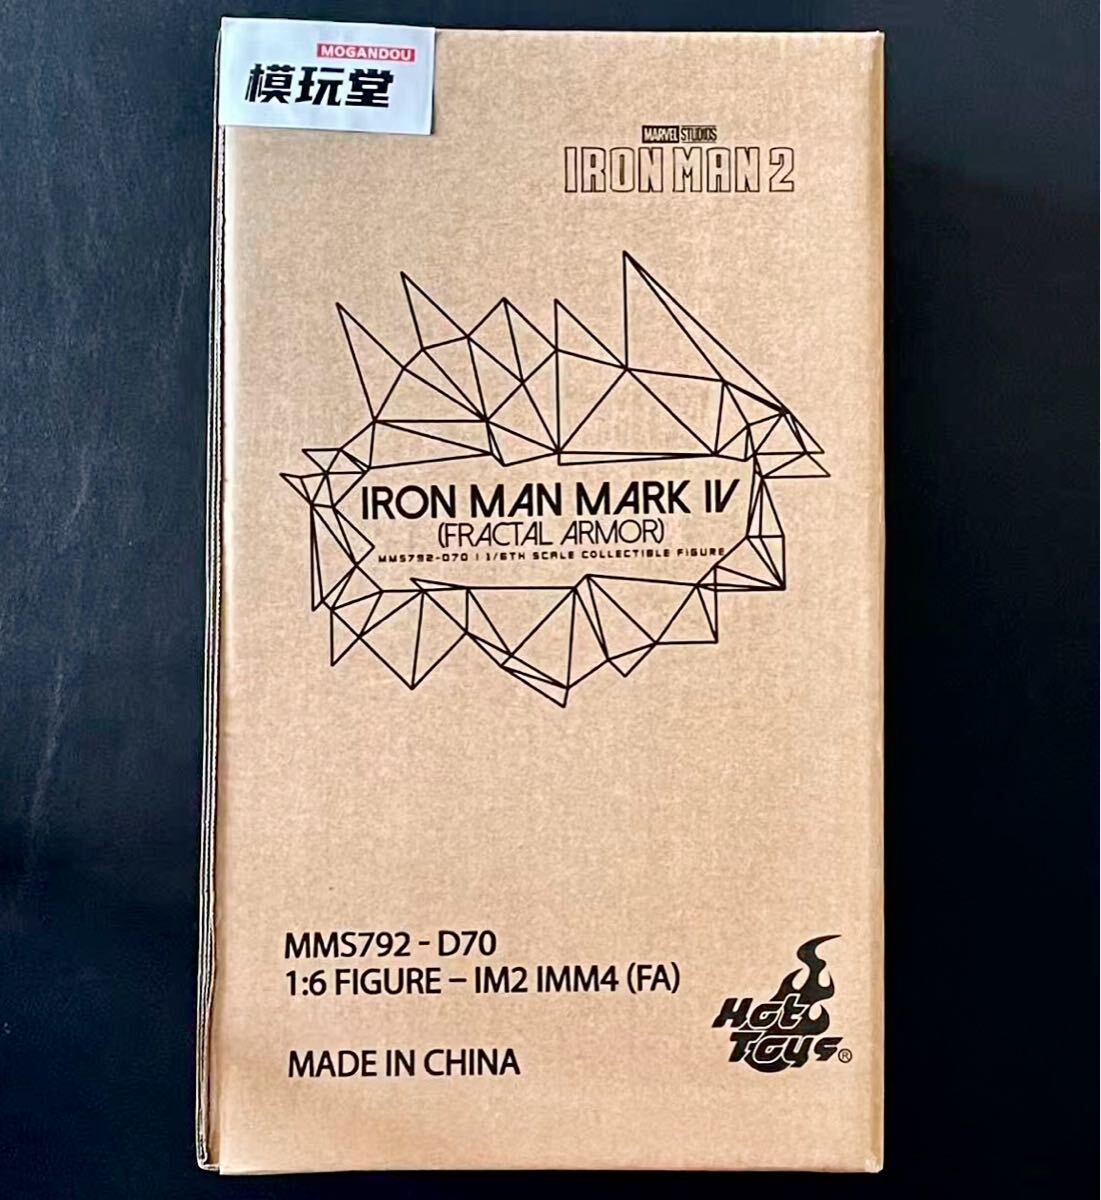 MOGANDOU
模玩堂
MARVEL STUDIOS
IRON MAN 2
IRON MAN MARK IV
(FRACTAL ARMOR)
MMS792-D70 | 1/6TH SCALE COLLECTIBLE FIGURE
MMS792 - D70
1:6 FIGURE – IM2 IMM4 (FA)
MADE IN CHINA
Hot
Toys®